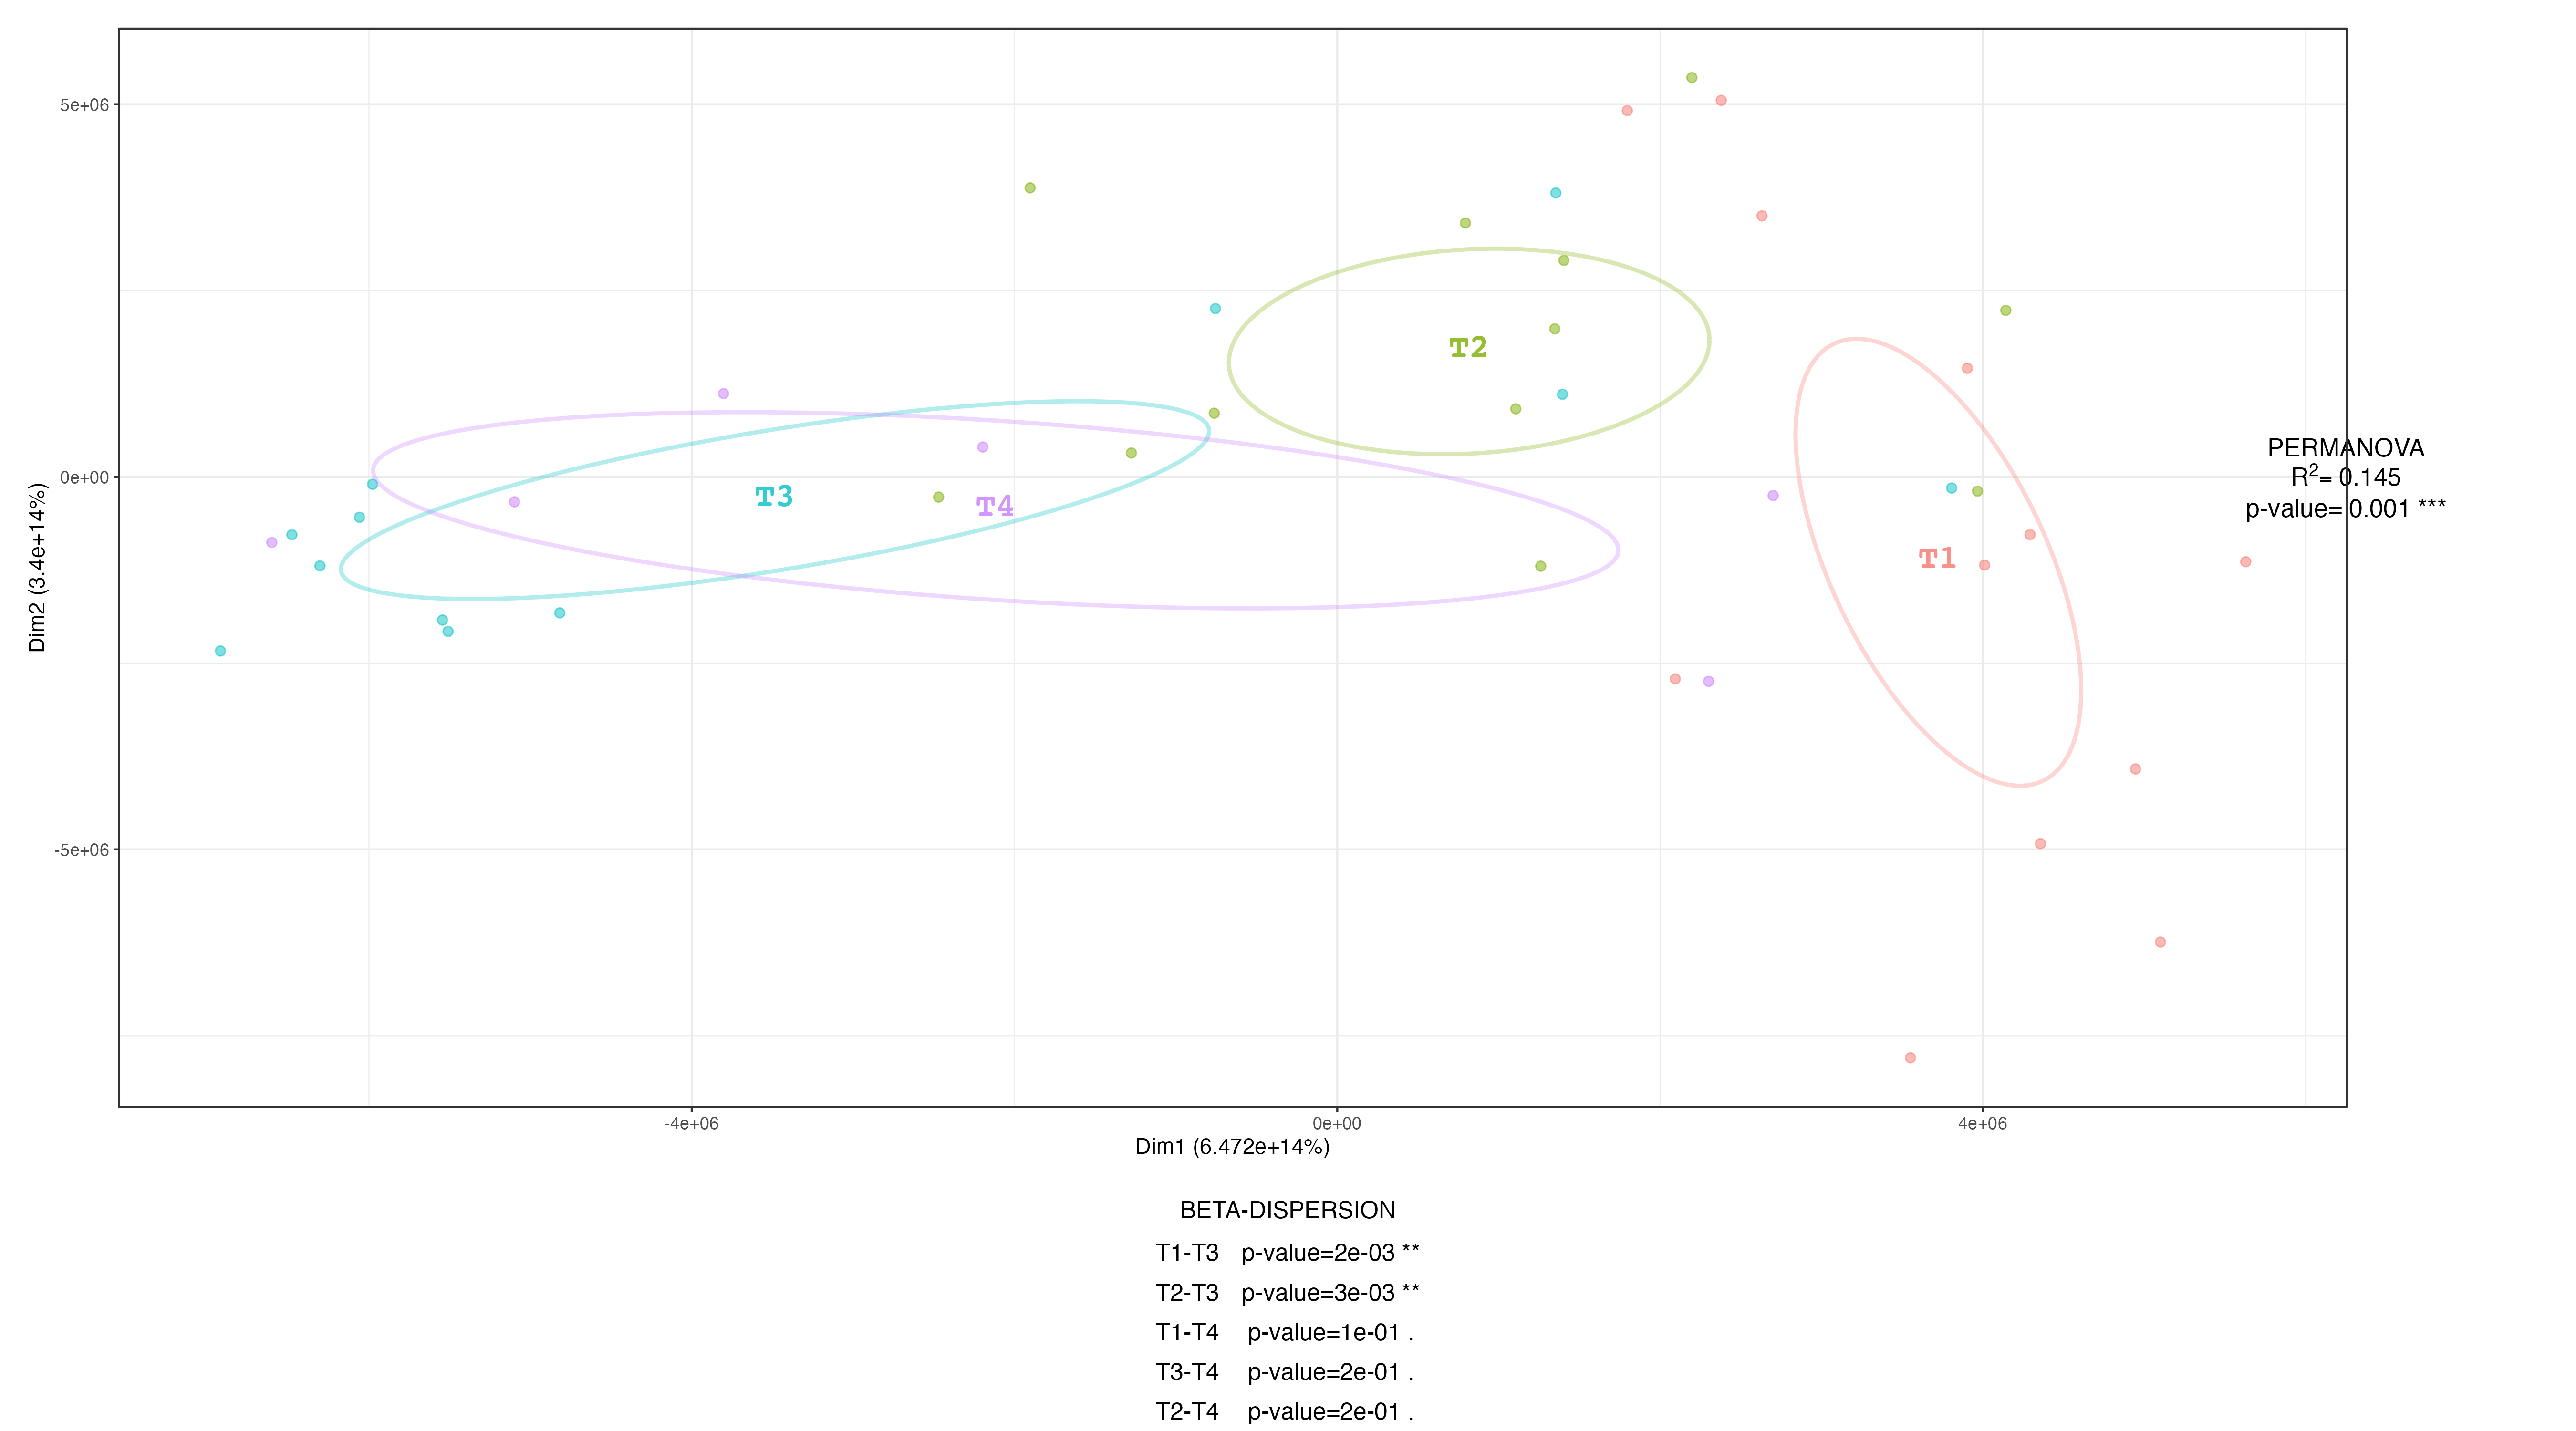 5e+06
0e+00
-5e+06
Dim2 (3.4e+14%)
T2
T3
T4
T1
PERMANOVA
R²= 0.145
p-value= 0.001 ***
-4e+06
0e+00
4e+06
Dim1 (6.472e+14%)
BETA-DISPERSION
T1-T3 p-value=2e-03 **
T2-T3 p-value=3e-03 **
T1-T4 p-value=1e-01 .
T3-T4 p-value=2e-01 .
T2-T4 p-value=2e-01 .